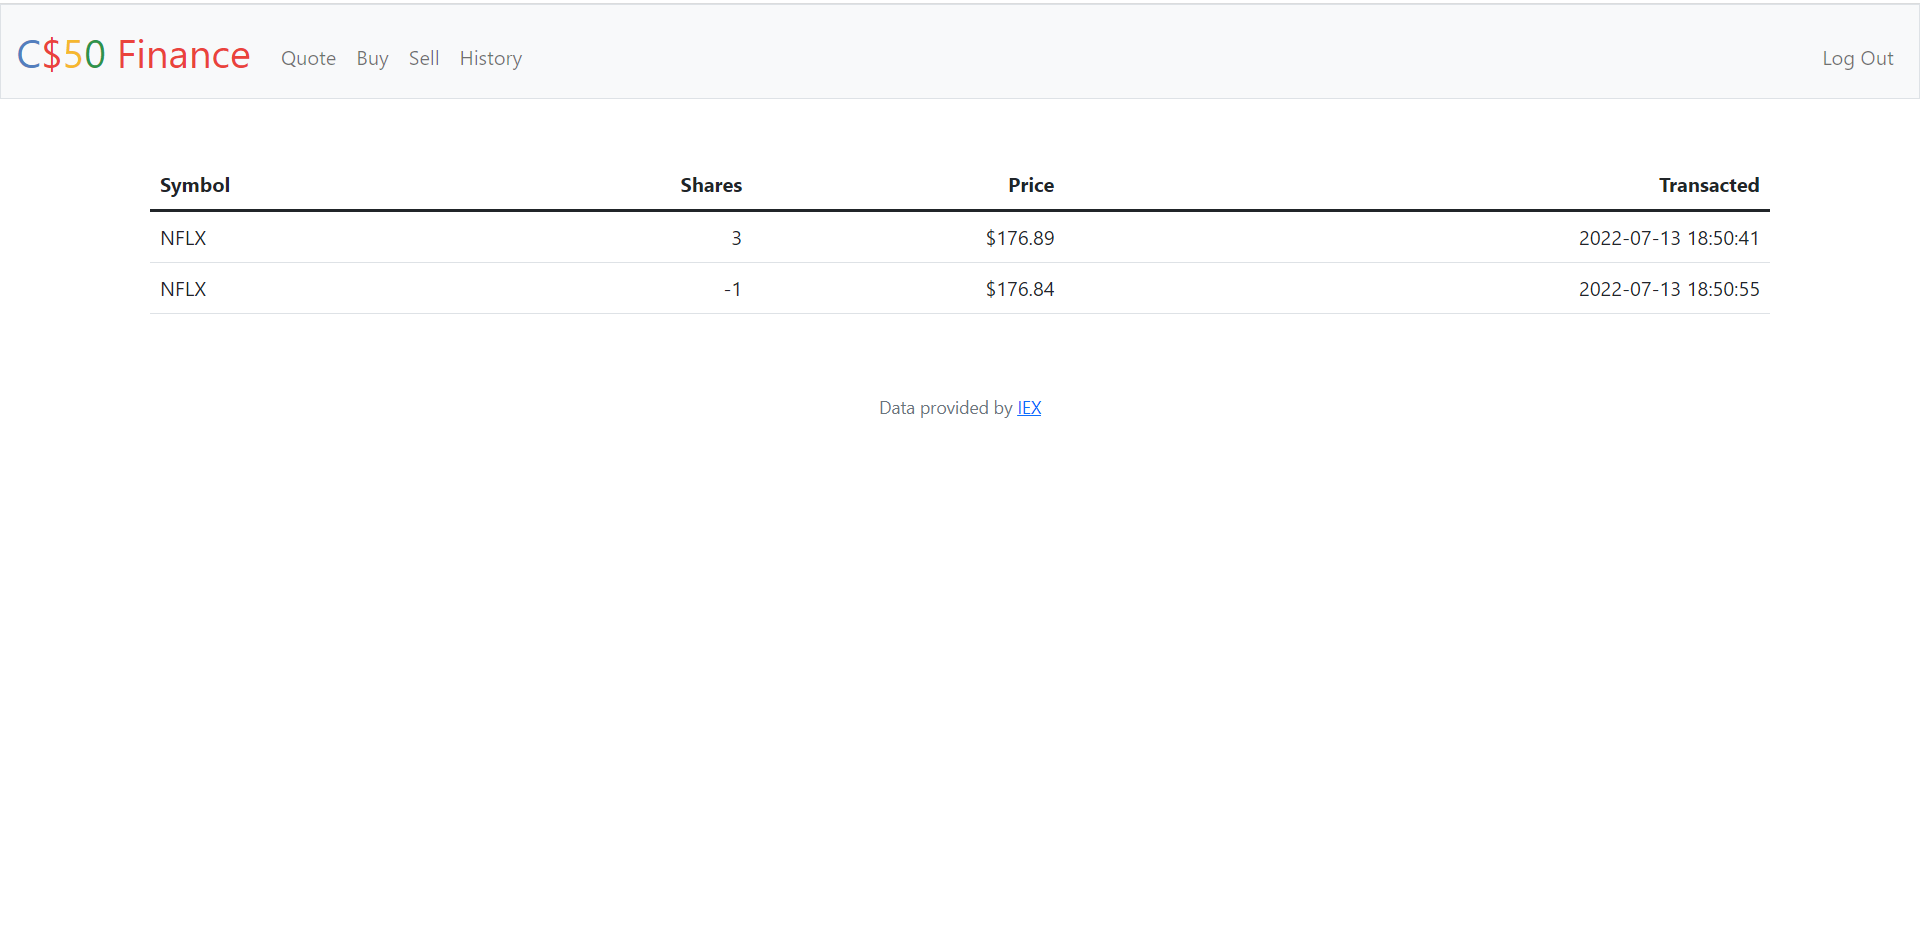 C$50 Finance Quote Buy Sell History Log Out
Symbol Shares Price Transacted
NFLX 3 $176.89 2022-07-13 18:50:41
NFLX -1 $176.84 2022-07-13 18:50:55
Data provided by IEX